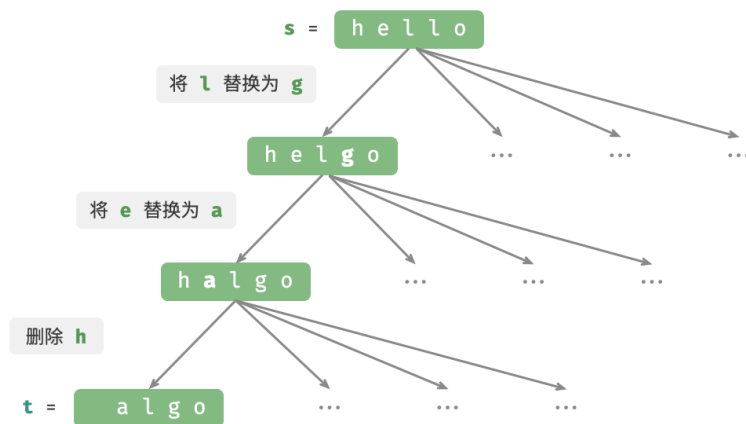 s = hello
将 l 替换为 g
helgo
... ... ...
将 e 替换为 a
halgo
... ... ...
删除 h
t = algo
... ... ...